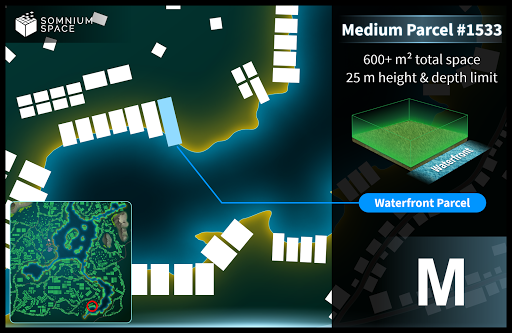 SOMNIUM
SPACE
Medium Parcel #1533
600+ m² total space
25 m height & depth limit
Waterfront
Waterfront Parcel
M